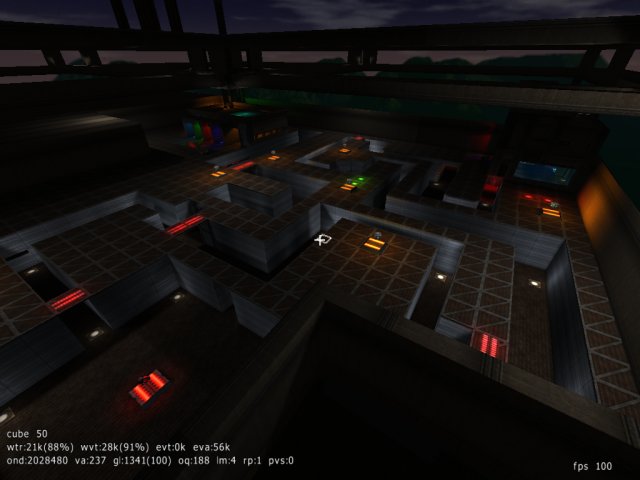 cube 50
wtr:21k(88%) wvt:28k(91%) evt:0k eva:56k
ond:2028480 va:237 gl:1341(100) oq:188 lm:4 rp:1 pvs:0
fps 100